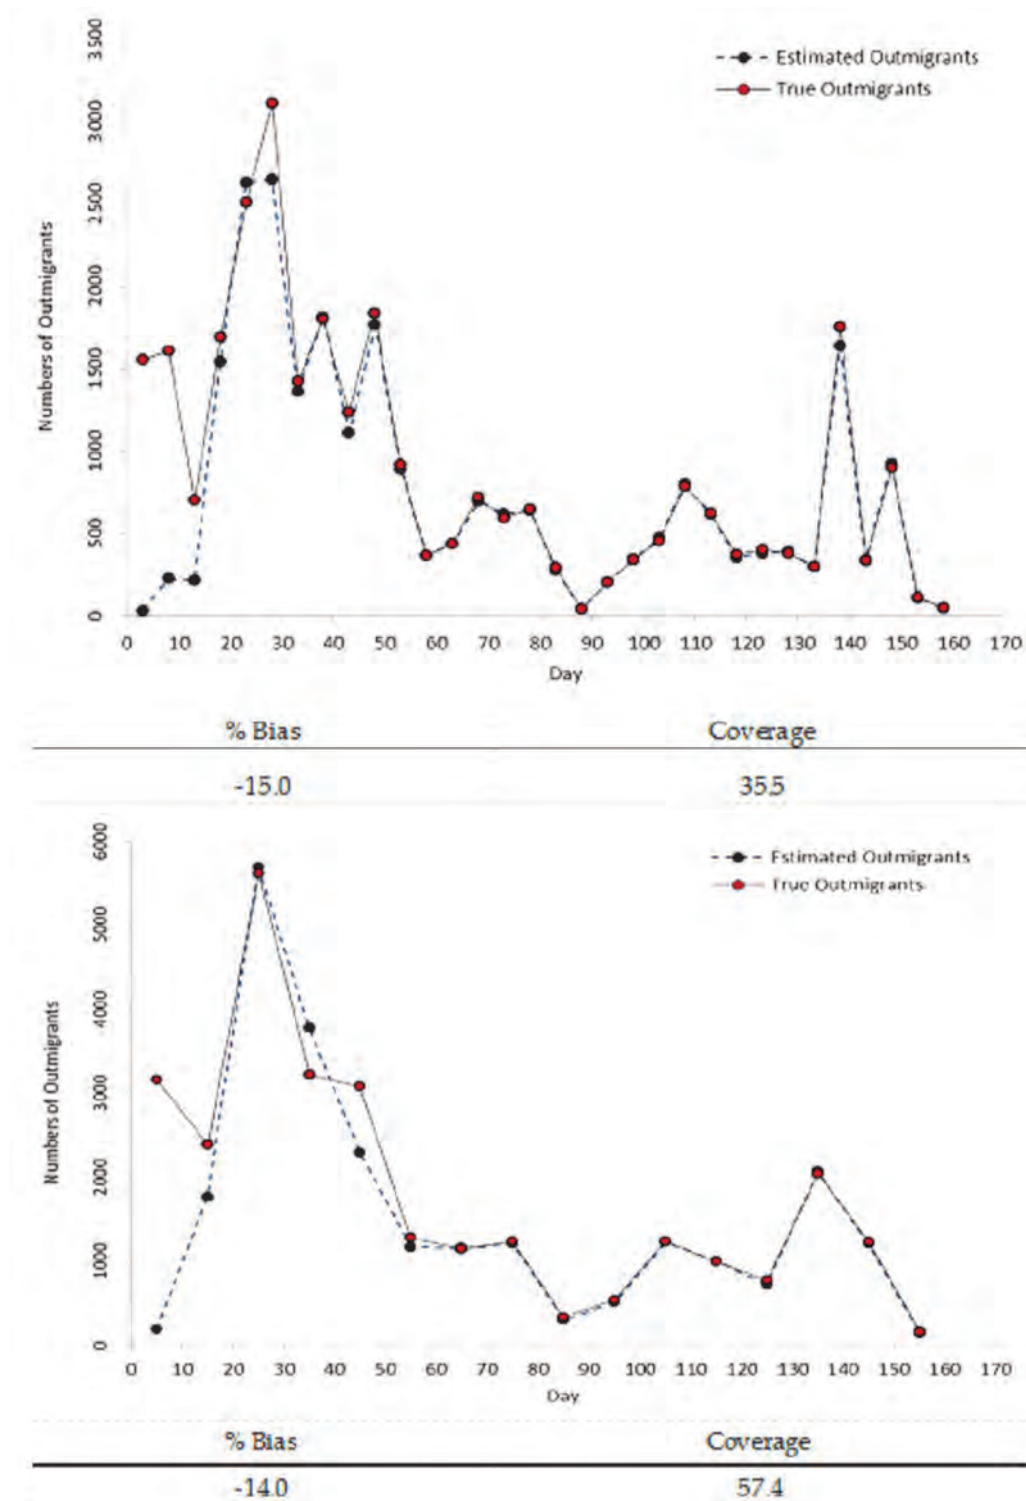 3500
3000
2500
2000
1500
1000
500
0
Numbers of Outmigrants
Estimated Outmigrants
True Outmigrants
0 10 20 30 40 50 60 70 80 90 100 110 120 130 140 150 160 170
Day
% Bias Coverage
-15.0 35.5
6000
5000
4000
3000
2000
1000
0
Numbers of Outmigrants
Estimated Outmigrants
True Outmigrants
0 10 20 30 40 50 60 70 80 90 100 110 120 130 140 150 160 170
Day
% Bias Coverage
-14.0 57.4